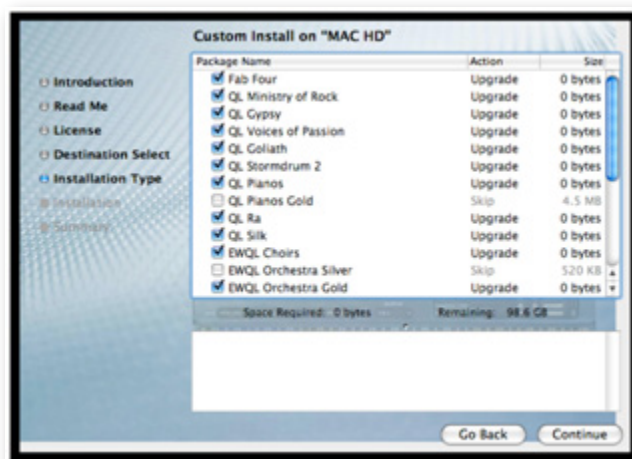 Custom Install on "MAC HD"
Introduction
Read Me
License
Destination Select
Installation Type
Installation
Summary
Package Name Action Size
Fab Four Upgrade 0 bytes
QL Ministry of Rock Upgrade 0 bytes
QL Gypsy Upgrade 0 bytes
QL Voices of Passion Upgrade 0 bytes
QL Goliath Upgrade 0 bytes
QL Stormdrum 2 Upgrade 0 bytes
QL Pianos Upgrade 0 bytes
QL Pianos Gold Skip 4.5 MB
QL Ra Upgrade 0 bytes
QL Silk Upgrade 0 bytes
EWQL Choirs Upgrade 0 bytes
EWQL Orchestra Silver Skip 520 KB
EWQL Orchestra Gold Upgrade 0 bytes
Space Required: 0 bytes Remaining: 98.6 GB
Go Back Continue